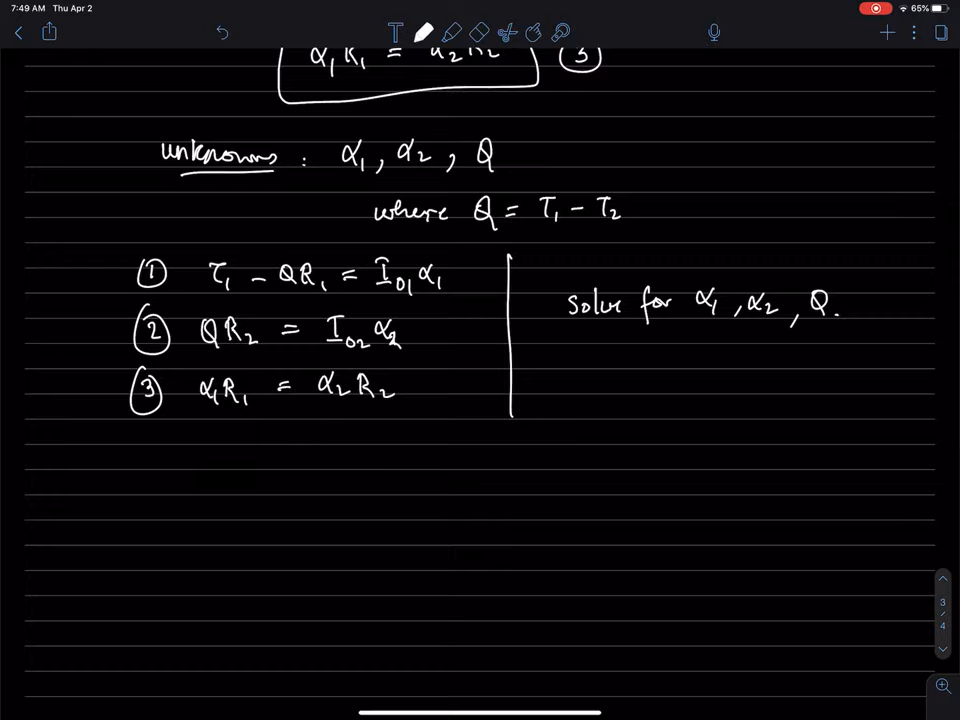 7:49 AM Thu Apr 2
65%
α₁R₁ = α₂R₂ ③
unknowns : α₁, α₂, Q
where Q = T₁ - T₂
① τ₁ - QR₁ = I₀₁α₁
② QR₂ = I₀₂α₂
③ α₁R₁ = α₂R₂
solve for α₁, α₂, Q.
3
/
4